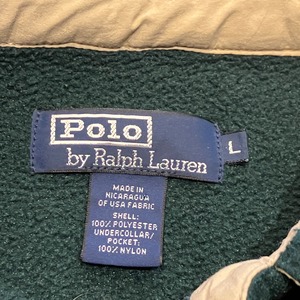 Polo
by Ralph Lauren
L
MADE IN
NICARAGUA
OF USA FABRIC
SHELL:
100% POLYESTER
UNDERCOLLAR/
POCKET:
100% NYLON